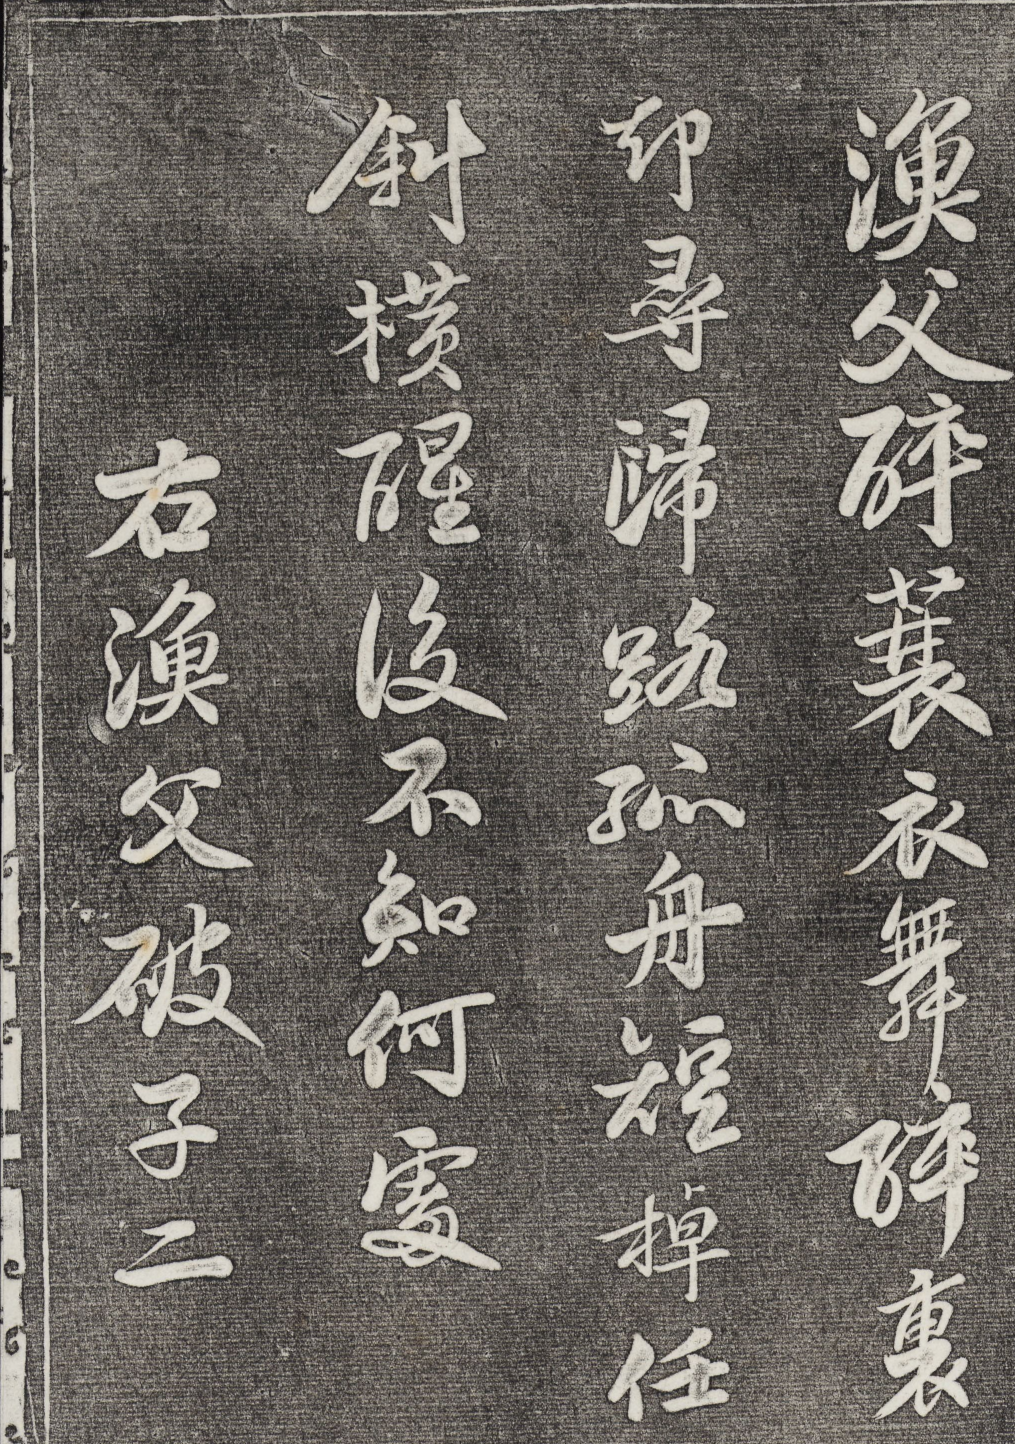 漁父醉蓑衣舞醉裏
却尋歸路孤舟短棹任
斜橫醒後不知何處
右漁父破子二